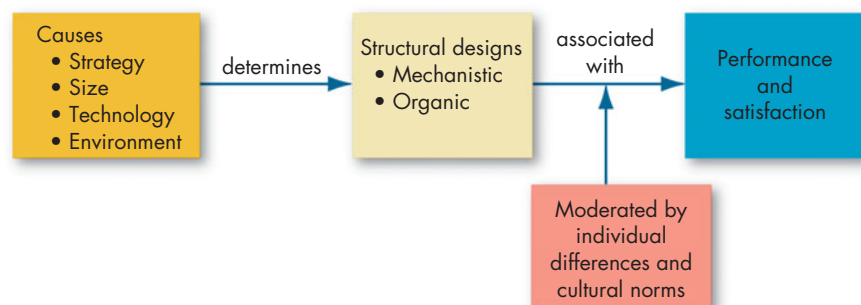 Causes
• Strategy
• Size
• Technology
• Environment
determines
Structural designs
• Mechanistic
• Organic
associated
with
Performance
and
satisfaction
Moderated by
individual
differences and
cultural norms